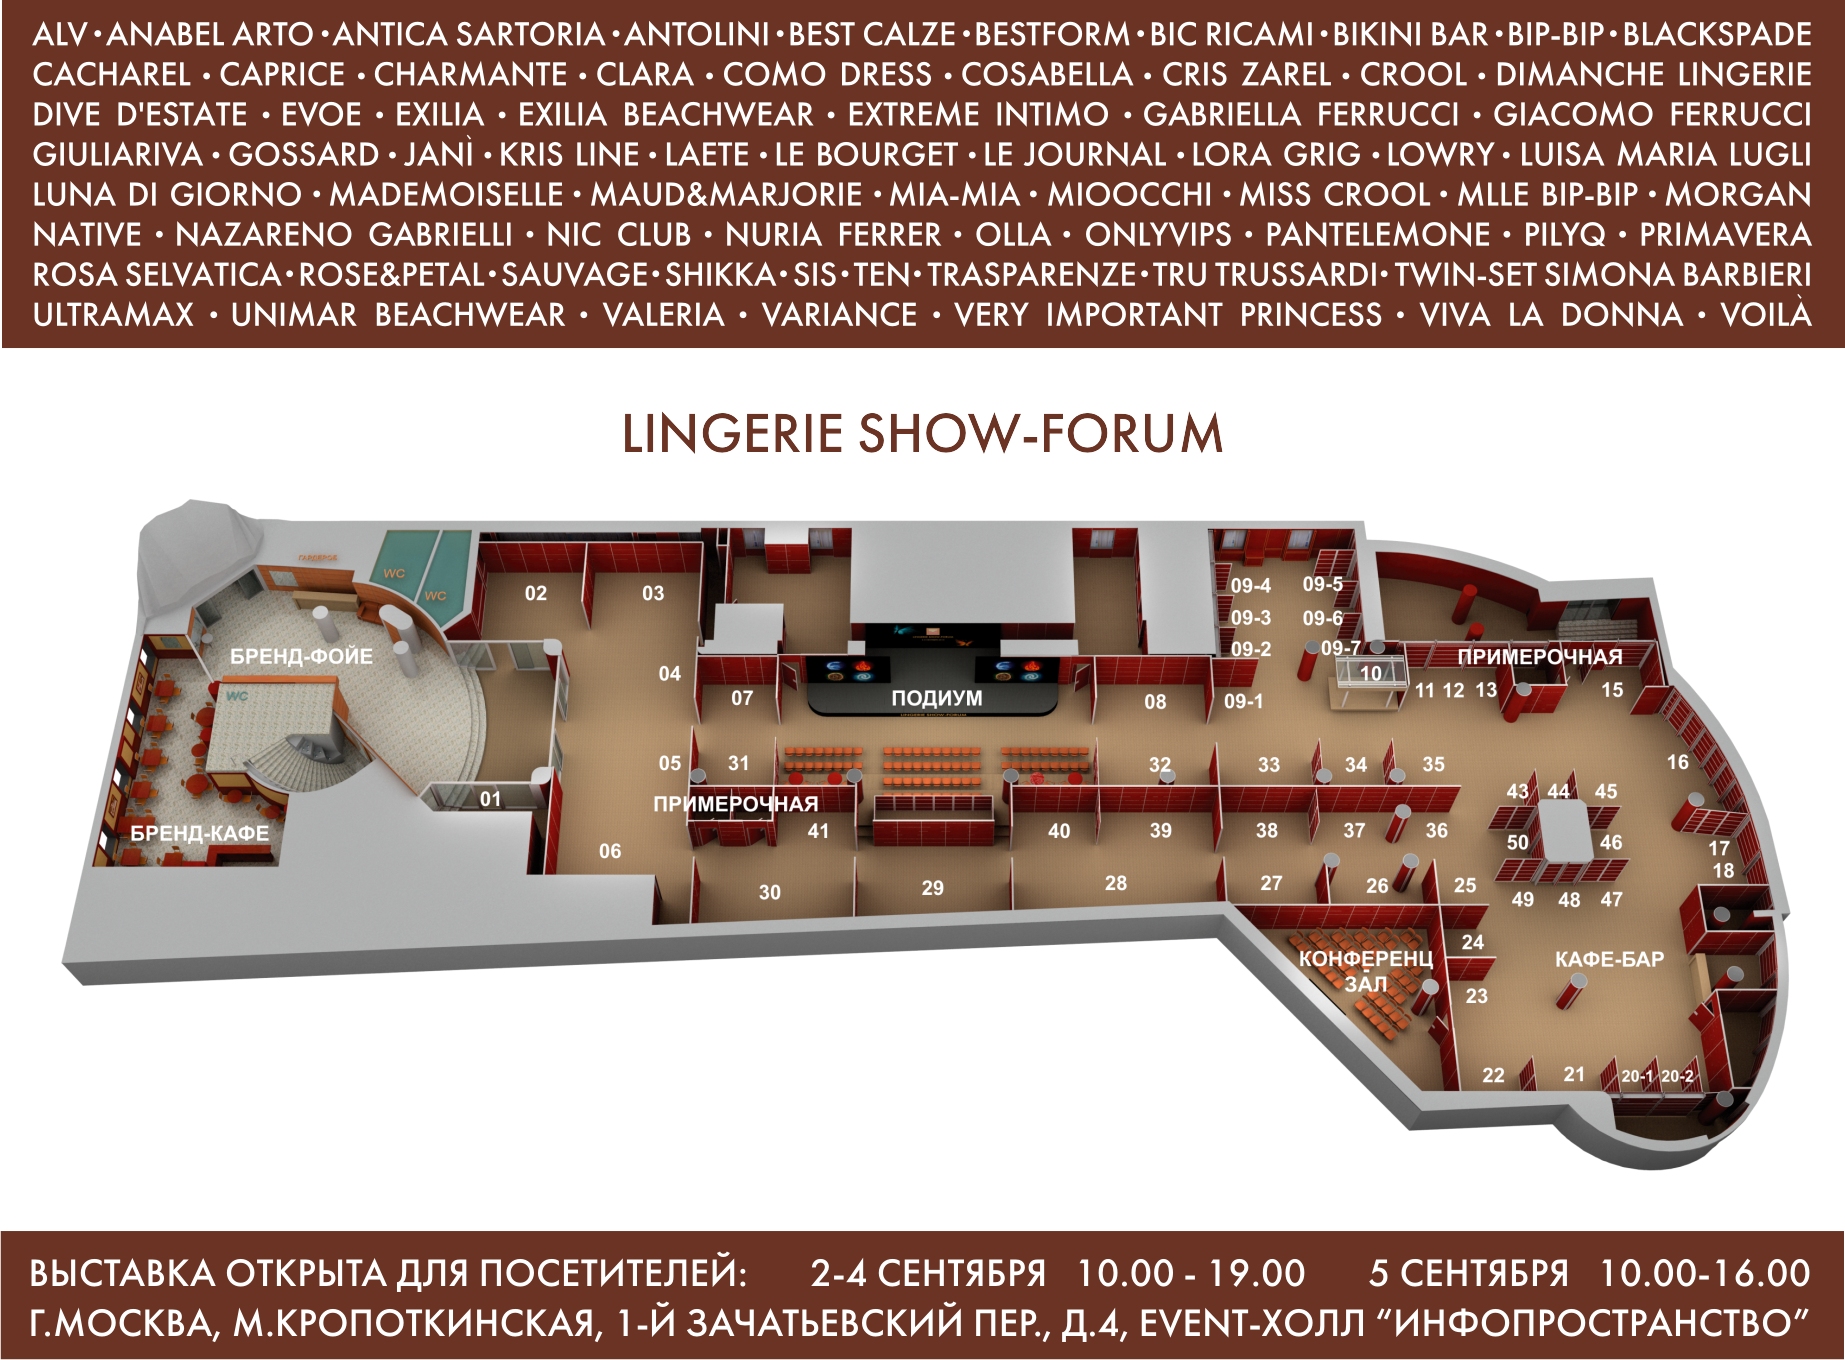 ALV • ANABEL ARTO • ANTICA SARTORIA • ANTOLINI • BEST CALZE • BESTFORM • BIC RICAMI • BIKINI BAR • BIP-BIP • BLACKSPADE
CACHAREL • CAPRICE • CHARMANTE • CLARA • COMO DRESS • COSABELLA • CRIS ZAREL • CROOL • DIMANCHE LINGERIE
DIVE D'ESTATE • EVOE • EXILIA • EXILIA BEACHWEAR • EXTREME INTIMO • GABRIELLA FERRUCCI • GIACOMO FERRUCCI
GIULIARIVA • GOSSARD • JANÌ • KRIS LINE • LAETE • LE BOURGET • LE JOURNAL • LORA GRIG • LOWRY • LUISA MARIA LUGLI
LUNA DI GIORNO • MADEMOISELLE • MAUD&MARJORIE • MIA-MIA • MIOOCCHI • MISS CROOL • MLLE BIP-BIP • MORGAN
NATIVE • NAZARENO GABRIELLI • NIC CLUB • NURIA FERRER • OLLA • ONLYVIPS • PANTELEMONE • PILYQ • PRIMAVERA
ROSA SELVATICA • ROSE&PETAL • SAUVAGE • SHIKKA • SIS • TEN • TRASPARENZE • TRU TRUSSARDI • TWIN-SET SIMONA BARBIERI
ULTRAMAX • UNIMAR BEACHWEAR • VALERIA • VARIANCE • VERY IMPORTANT PRINCESS • VIVA LA DONNA • VOILÀ
LINGERIE SHOW-FORUM
ГАРДЕРОБ
WC
WC
02
03
09-4
09-5
09-3
09-6
09-2
09-7
БРЕНД-ФОЙЕ
ПРИМЕРОЧНАЯ
04
10
WC
07
ПОДИУМ
08
09-1
11 12 13
15
LINGERIE SHOW-FORUM
05
31
32
33
34
35
16
01
ПРИМЕРОЧНАЯ
43
44
45
БРЕНД-КАФЕ
41
40
39
38
37
36
50
46
17
06
18
30
29
28
27
26
25
49
48
47
24
КОНФЕРЕНЦ
ЗАЛ
КАФЕ-БАР
23
22
21
20-1
20-2
ВЫСТАВКА ОТКРЫТА ДЛЯ ПОСЕТИТЕЛЕЙ: 2-4 СЕНТЯБРЯ 10.00 - 19.00 5 СЕНТЯБРЯ 10.00-16.00
Г.МОСКВА, М.КРОПОТКИНСКАЯ, 1-Й ЗАЧАТЬЕВСКИЙ ПЕР., Д.4, EVENT-ХОЛЛ “ИНФОПРОСТРАНСТВО”